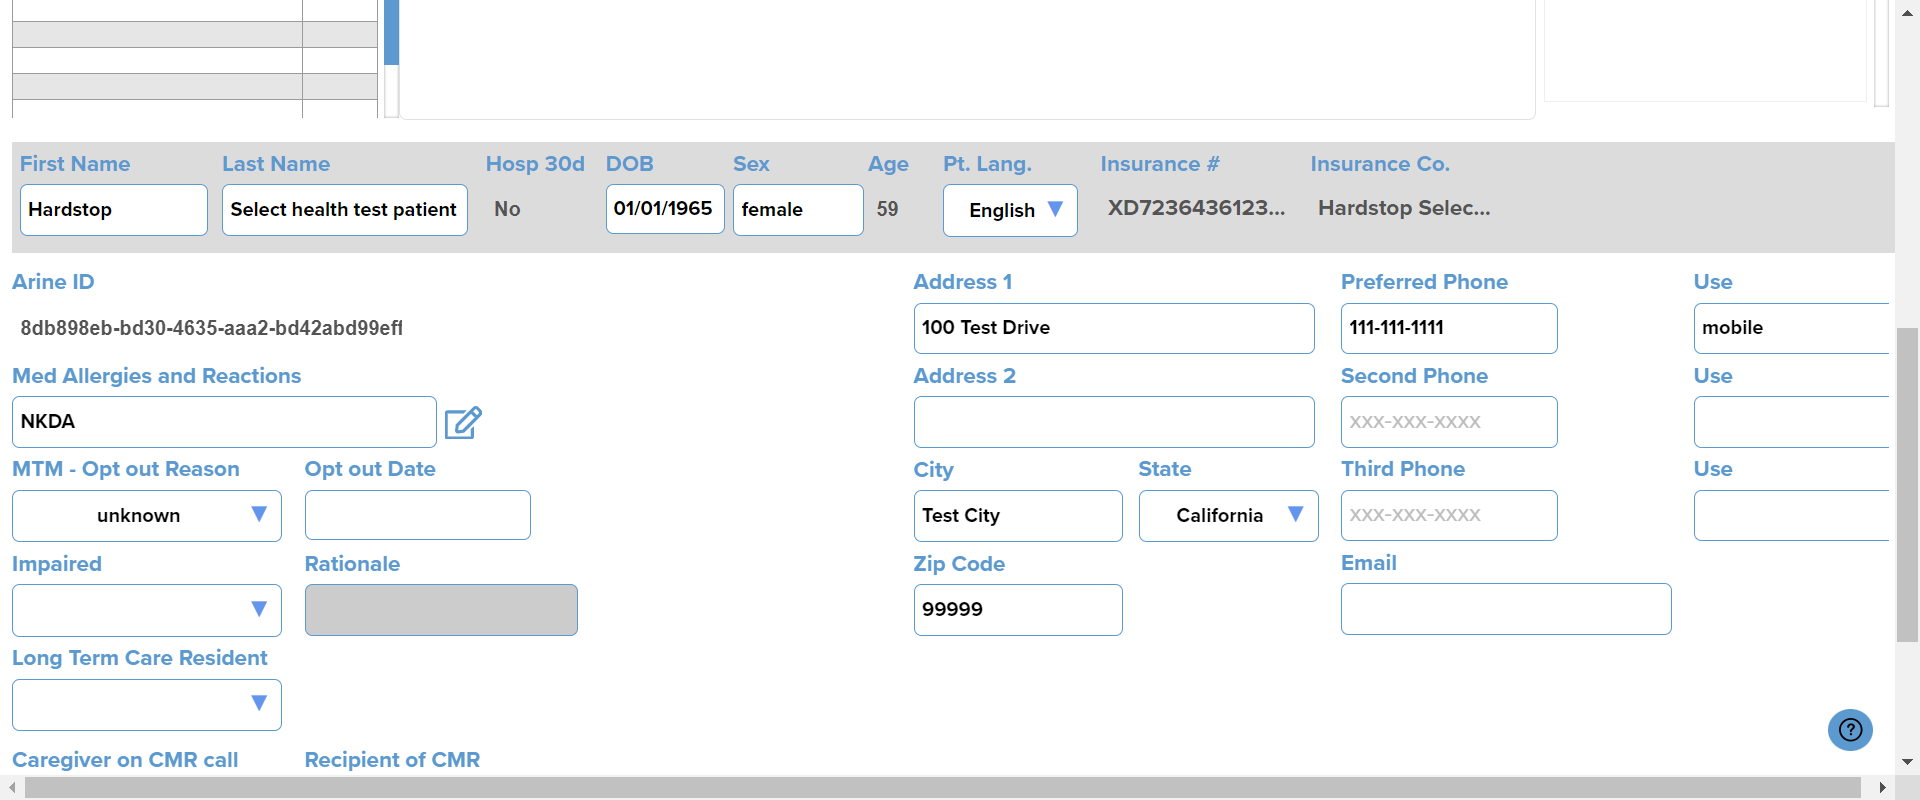 First Name Last Name Hosp 30d DOB Sex Age Pt. Lang. Insurance # Insurance Co.
Hardstop Select health test patient No 01/01/1965 female 59 English XD7236436123... Hardstop Selec...
Arine ID Address 1 Preferred Phone Use
8db898eb-bd30-4635-aaa2-bd42abd99eff 100 Test Drive 111-111-1111 mobile
Med Allergies and Reactions Address 2 Second Phone Use
NKDA xxx-xxx-xxxx
MTM - Opt out Reason Opt out Date City State Third Phone Use
unknown Test City California xxx-xxx-xxxx
Impaired Rationale Zip Code Email
99999
Long Term Care Resident
?
Caregiver on CMR call Recipient of CMR